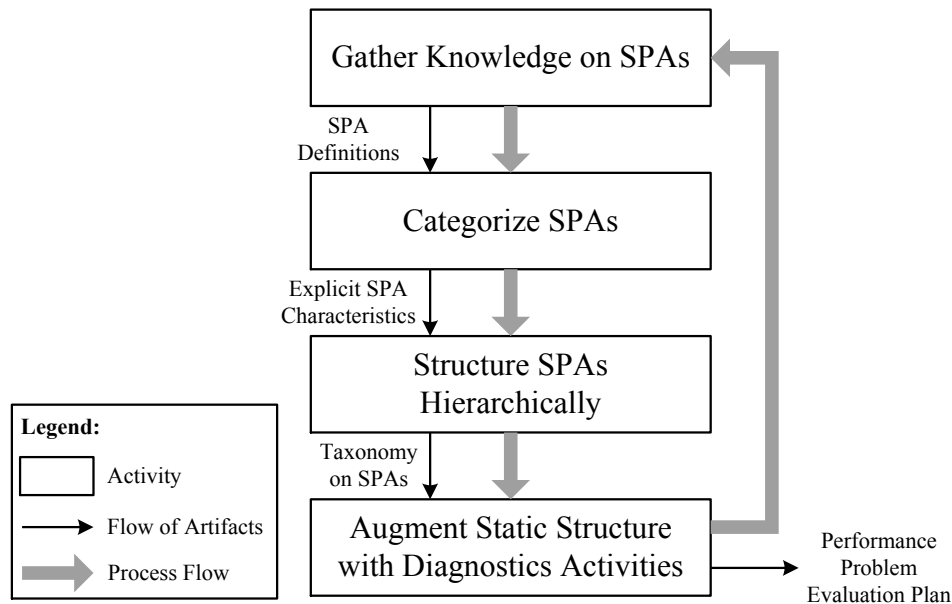 Gather Knowledge on SPAs
SPA
Definitions
Categorize SPAs
Explicit SPA
Characteristics
Structure SPAs
Hierarchically
Taxonomy
on SPAs
Augment Static Structure
with Diagnostics Activities
Performance
Problem
Evaluation Plan
Legend:
Activity
Flow of Artifacts
Process Flow